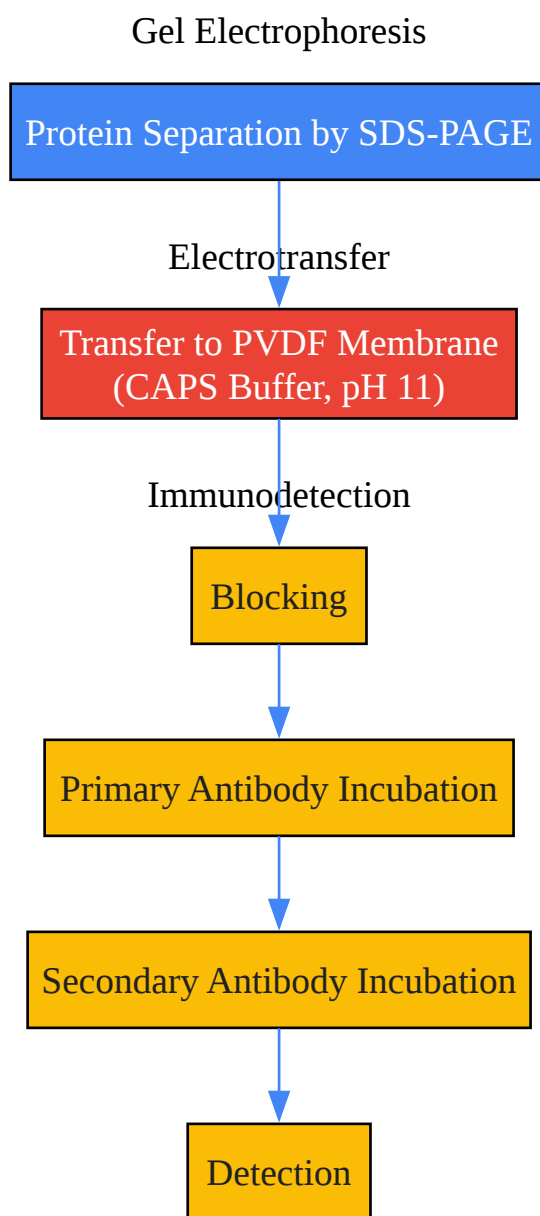 Gel Electrophoresis
Protein Separation by SDS-PAGE
Electrotransfer
Transfer to PVDF Membrane
(CAPS Buffer, pH 11)
Immunodetection
Blocking
Primary Antibody Incubation
Secondary Antibody Incubation
Detection